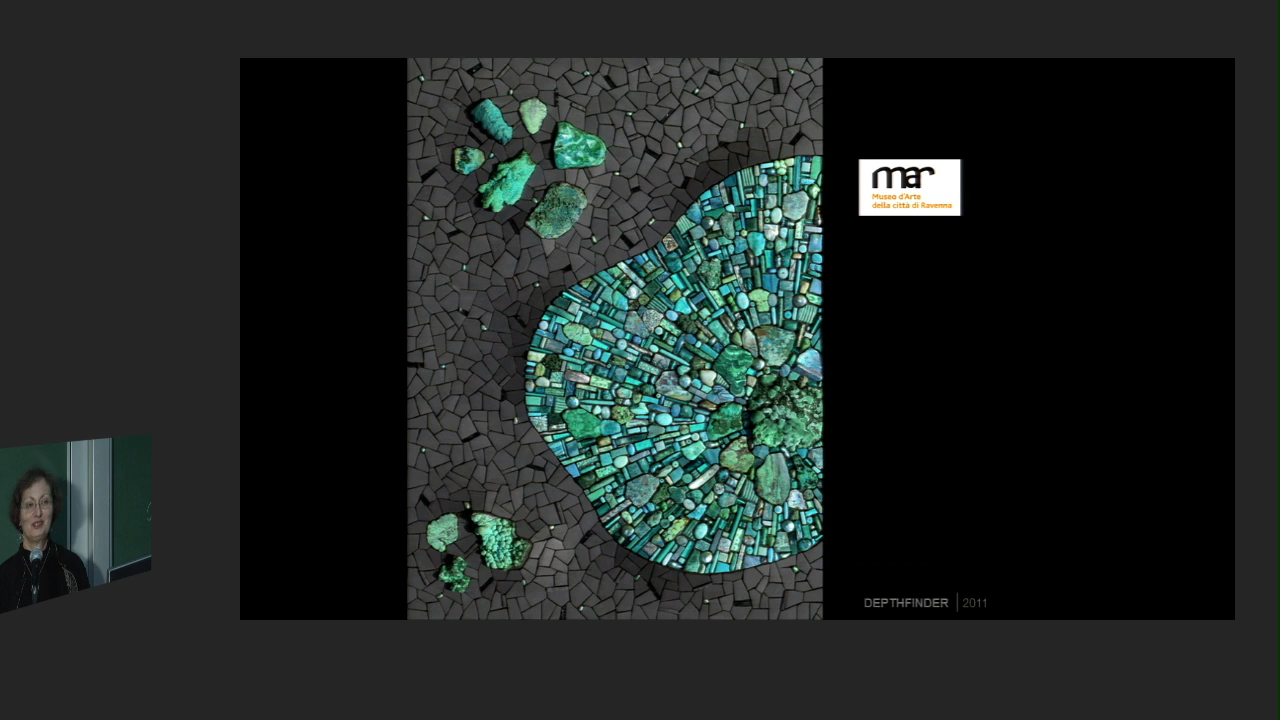 mar
Museo d'Arte
della città di Ravenna
DEPTHFINDER | 2011